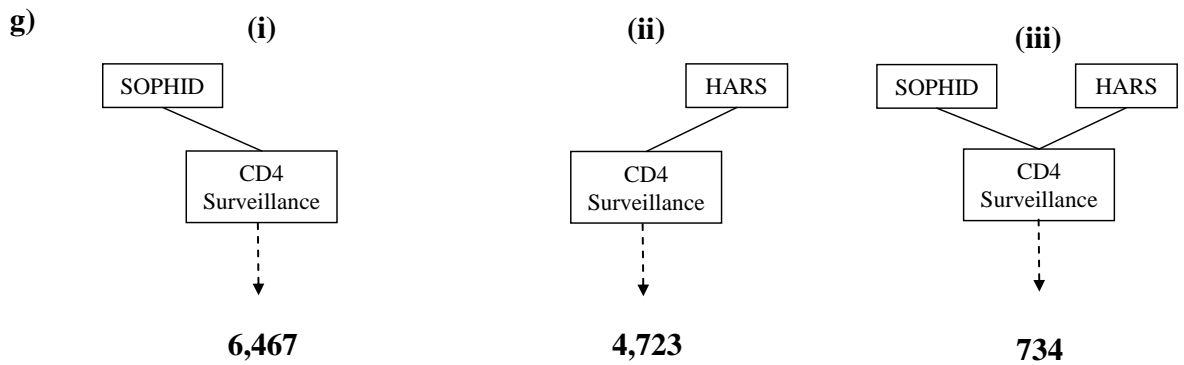 g)
(i)
(ii)
(iii)
SOPHID
HARS
SOPHID
HARS
CD4
Surveillance
CD4
Surveillance
CD4
Surveillance
6,467
4,723
734